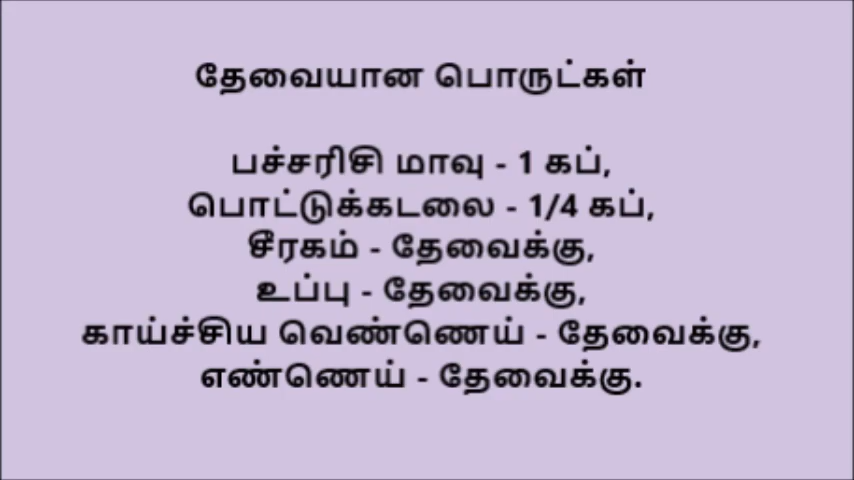 தேவையான பொருட்கள்
பச்சரிசி மாவு - 1 கப்,
பொட்டுக்கடலை - 1/4 கப்,
சீரகம் - தேவைக்கு,
உப்பு - தேவைக்கு,
காய்ச்சிய வெண்ணெய் - தேவைக்கு,
எண்ணெய் - தேவைக்கு.